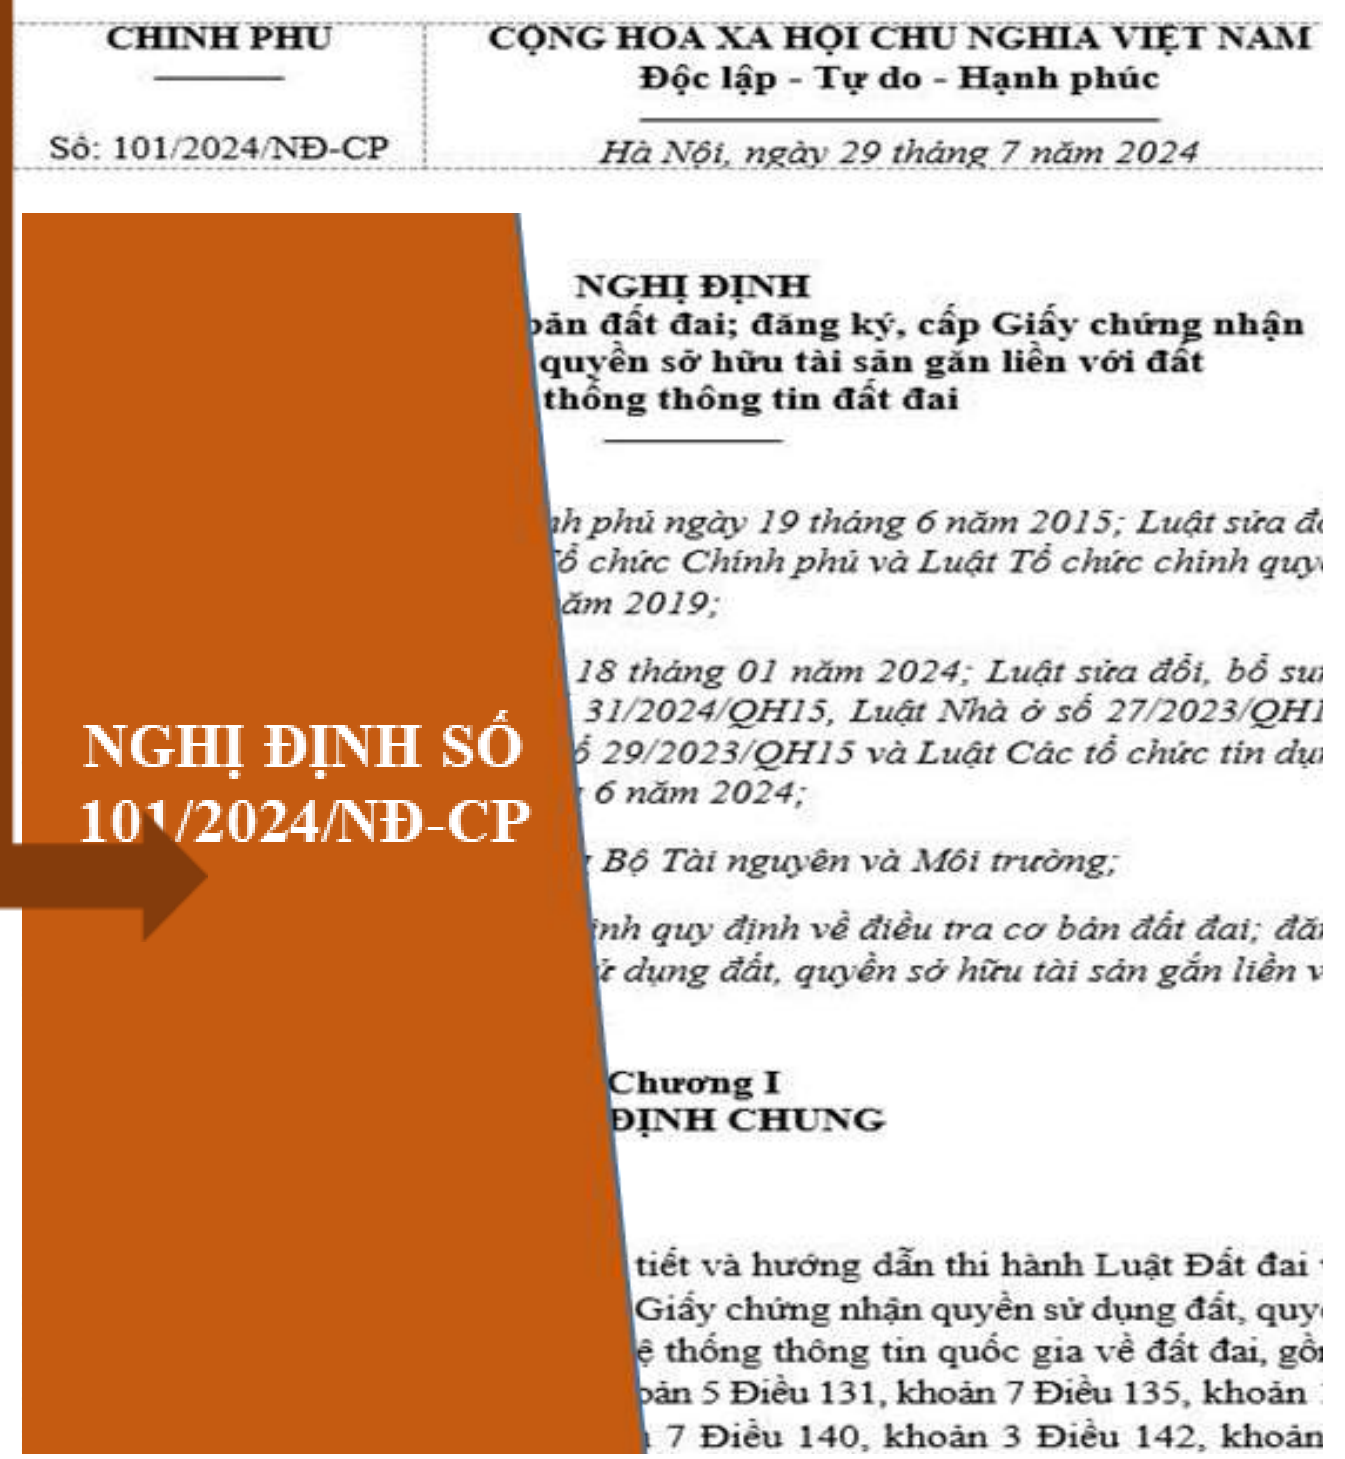 CHÍNH PHỦ
CỘNG HÒA XÃ HỘI CHỦ NGHĨA VIỆT NAM
Độc lập - Tự do - Hạnh phúc
Số: 101/2024/NĐ-CP
Hà Nội, ngày 29 tháng 7 năm 2024
NGHỊ ĐỊNH
bản đất đai; đăng ký, cấp Giấy chứng nhận
quyền sở hữu tài sản gắn liền với đất
thống thông tin đất đai
nh phủ ngày 19 tháng 6 năm 2015; Luật sửa đổ
ổ chức Chính phủ và Luật Tổ chức chính quy
ăm 2019;
18 tháng 01 năm 2024; Luật sửa đổi, bổ su
31/2024/QH15, Luật Nhà ở số 27/2023/QH1
ố 29/2023/QH15 và Luật Các tổ chức tín dụ
6 năm 2024;
NGHỊ ĐỊNH SỐ
101/2024/NĐ-CP
Bộ Tài nguyên và Môi trường;
ịnh quy định về điều tra cơ bản đất đai; đă
ử dụng đất, quyền sở hữu tài sản gắn liền v
Chương I
ĐỊNH CHUNG
tiết và hướng dẫn thi hành Luật Đất đai
Giấy chứng nhận quyền sử dụng đất, quy
ệ thống thông tin quốc gia về đất đai, gồ
oản 5 Điều 131, khoản 7 Điều 135, khoản
7 Điều 140, khoản 3 Điều 142, khoản